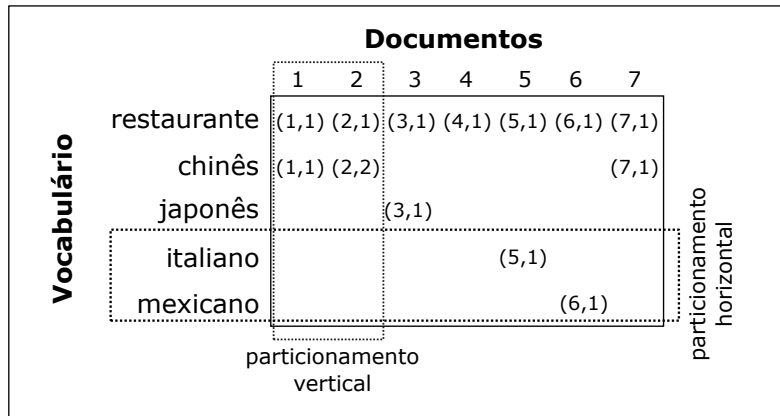 Documentos
1 2 3 4 5 6 7
restaurante (1,1) (2,1) (3,1) (4,1) (5,1) (6,1) (7,1)
chinês (1,1) (2,2) (7,1)
japonês (3,1)
italiano (5,1)
mexicano (6,1)
Vocabulário
particionamento
horizontal
particionamento
vertical